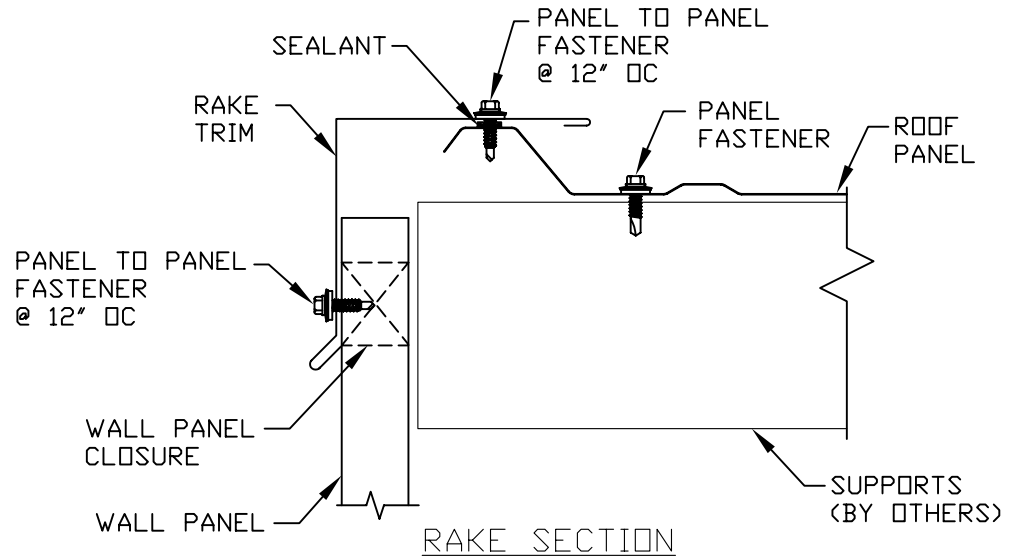 PANEL TO PANEL
FASTENER
@ 12" OC
SEALANT
RAKE
TRIM
PANEL
FASTENER
ROOF
PANEL
PANEL TO PANEL
FASTENER
@ 12" OC
WALL PANEL
CLOSURE
WALL PANEL
SUPPORTS
(BY OTHERS)
RAKE SECTION